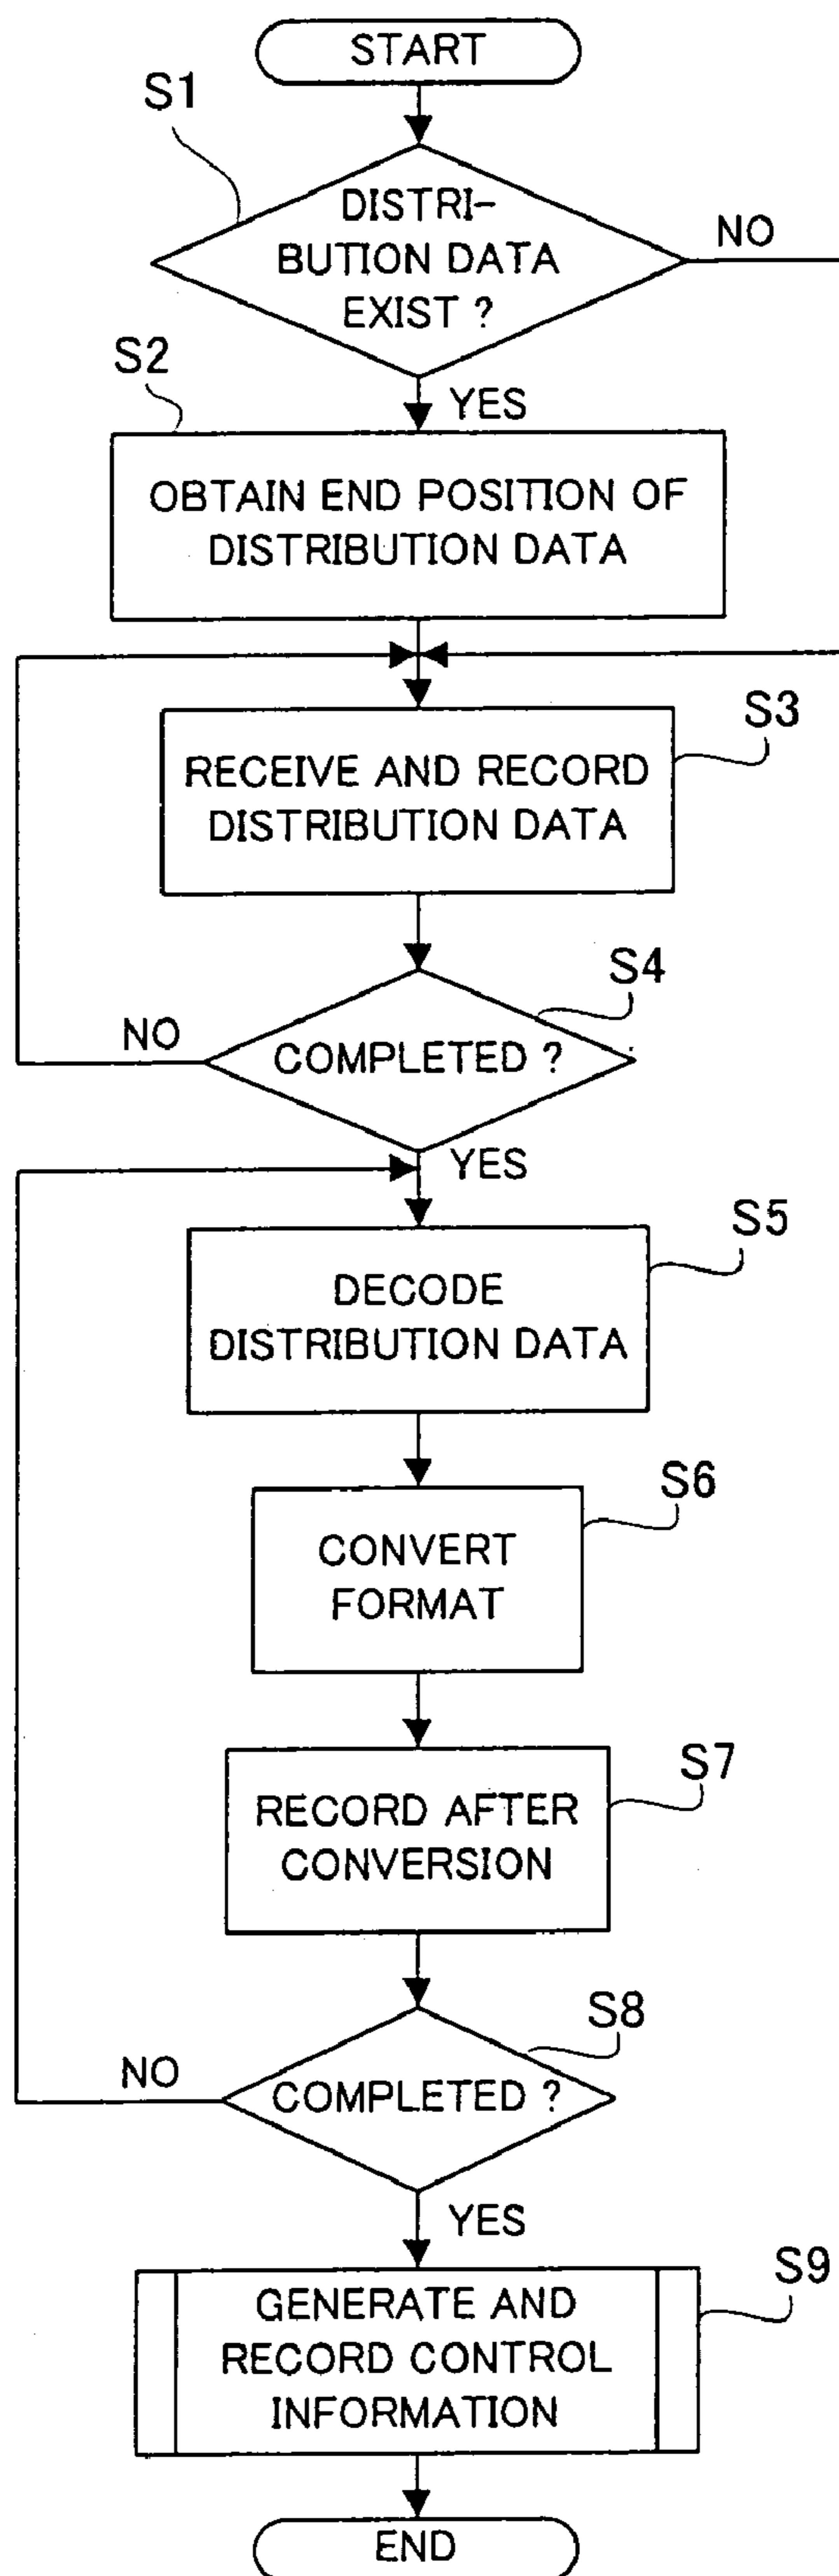 START
S1
DISTRI-
BUTION DATA
EXIST ?
NO
S2
YES
OBTAIN END POSITION OF
DISTRIBUTION DATA
S3
RECEIVE AND RECORD
DISTRIBUTION DATA
S4
NO
COMPLETED ?
YES
S5
DECODE
DISTRIBUTION DATA
S6
CONVERT
FORMAT
S7
RECORD AFTER
CONVERSION
S8
NO
COMPLETED ?
YES
S9
GENERATE AND
RECORD CONTROL
INFORMATION
END